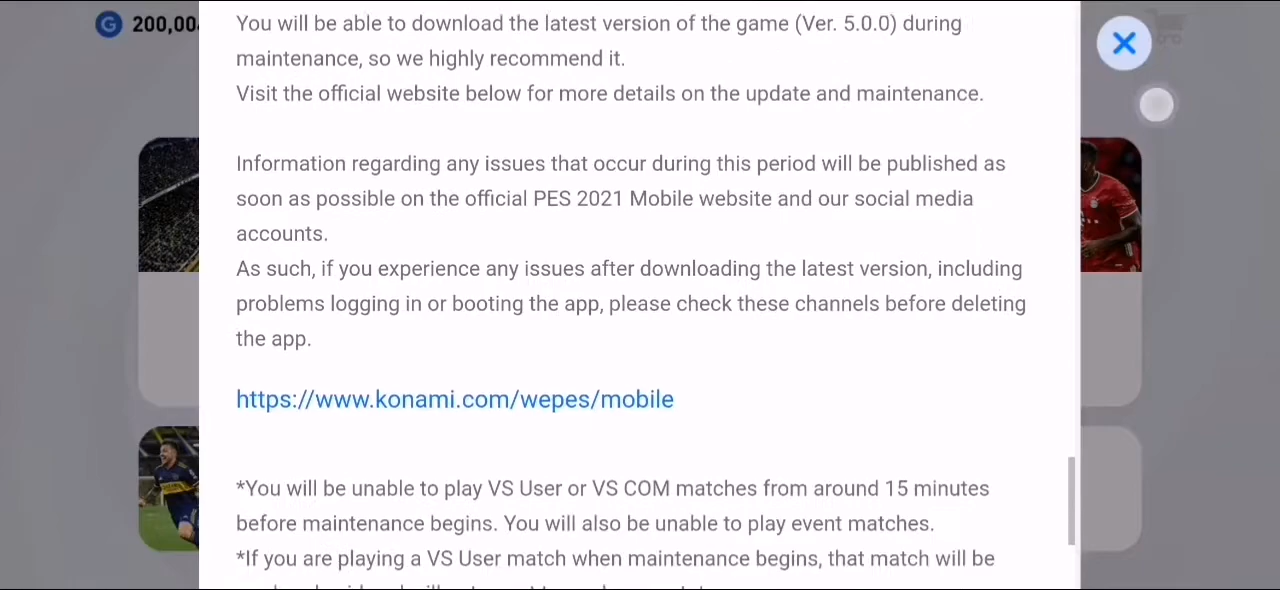 200,00
You will be able to download the latest version of the game (Ver. 5.0.0) during
maintenance, so we highly recommend it.
Visit the official website below for more details on the update and maintenance.
Information regarding any issues that occur during this period will be published as
soon as possible on the official PES 2021 Mobile website and our social media
accounts.
As such, if you experience any issues after downloading the latest version, including
problems logging in or booting the app, please check these channels before deleting
the app.
https://www.konami.com/wepes/mobile
*You will be unable to play VS User or VS COM matches from around 15 minutes
before maintenance begins. You will also be unable to play event matches.
*If you are playing a VS User match when maintenance begins, that match will be